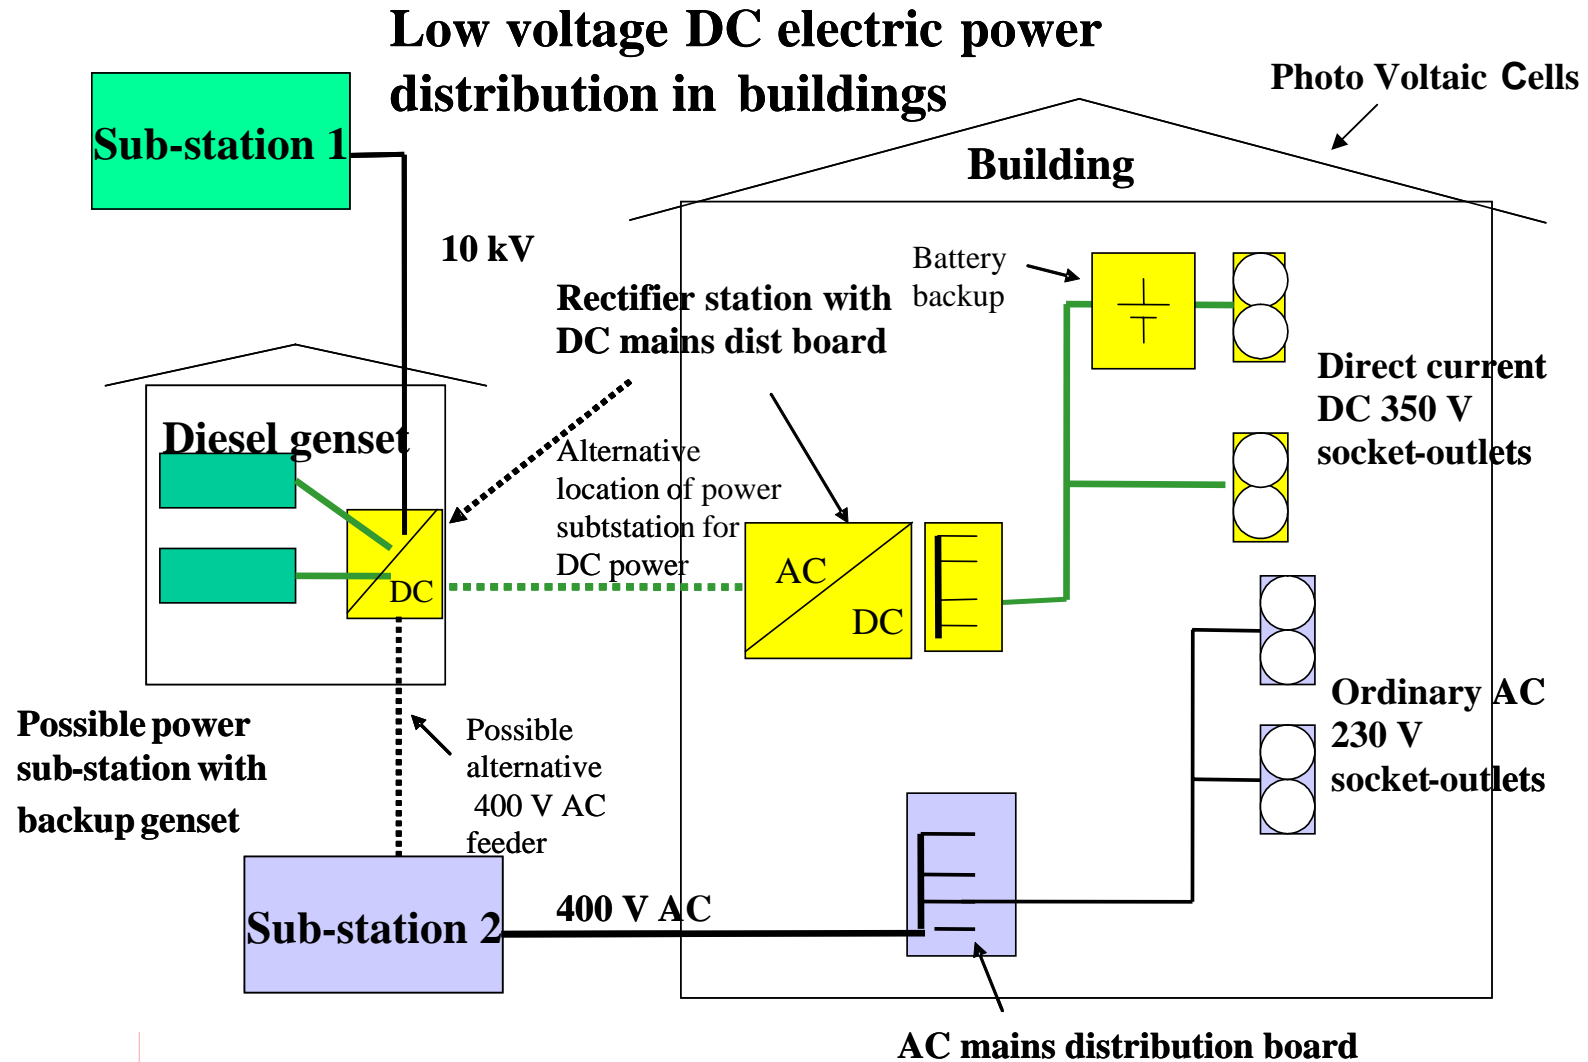 Low voltage DC electric power
distribution in buildings
Photo Voltaic Cells
Sub-station 1
Building
10 kV
Battery
backup
Rectifier station with
DC mains dist board
Direct current
DC 350 V
socket-outlets
Diesel genset
Alternative
location of power
subtstation for
DC power
DC
AC
DC
Possible power
sub-station with
backup genset
Possible
alternative
400 V AC
feeder
Ordinary AC
230 V
socket-outlets
Sub-station 2
400 V AC
AC mains distribution board